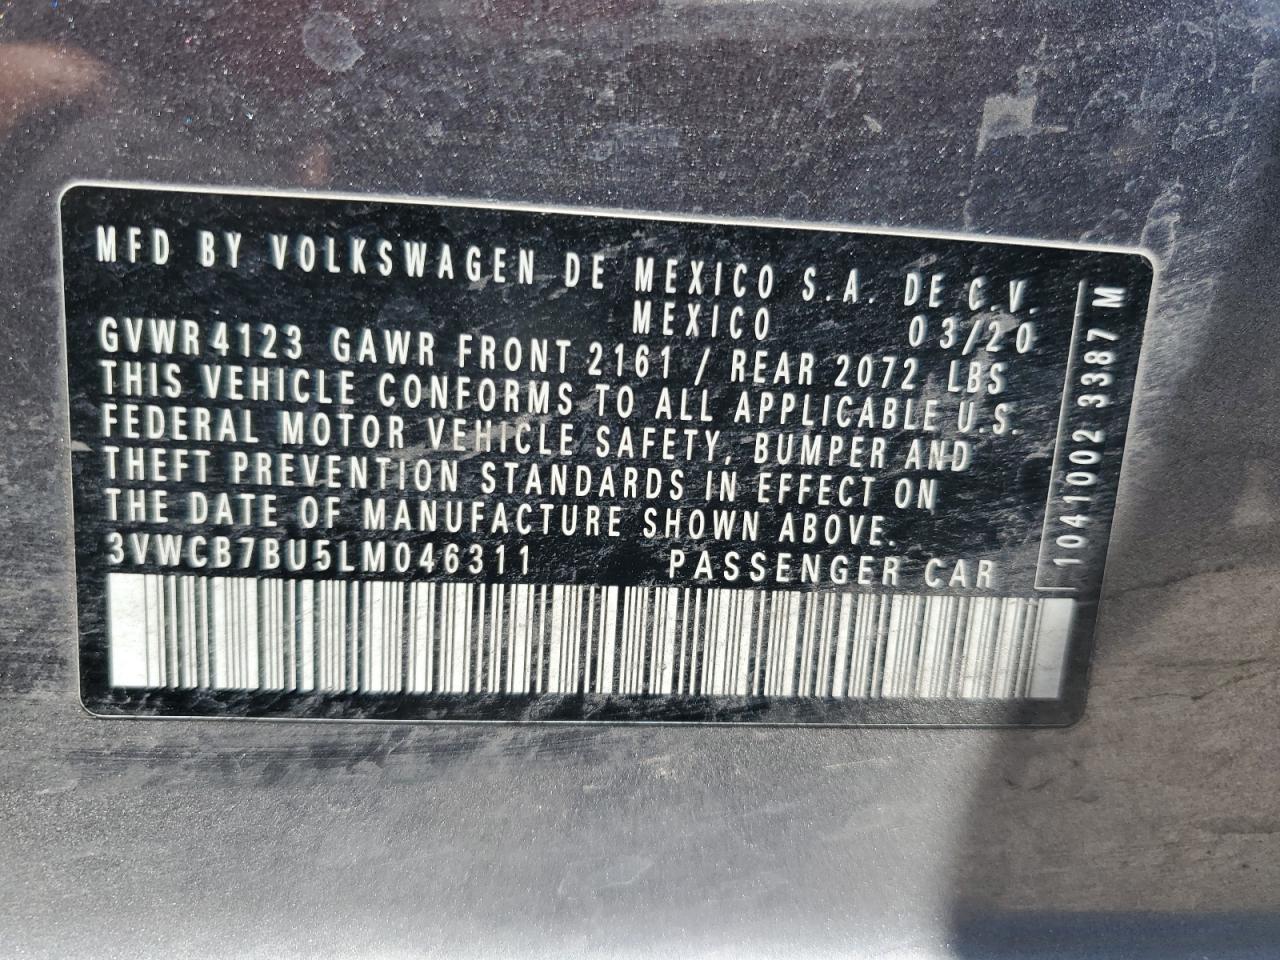 MFD BY VOLKSWAGEN DE MEXICO S.A. DE C.V.
MEXICO 03/20
GVWR 4123 GAWR FRONT 2161 / REAR 2072 LBS
THIS VEHICLE CONFORMS TO ALL APPLICABLE U.S.
FEDERAL MOTOR VEHICLE SAFETY, BUMPER AND
THEFT PREVENTION STANDARDS IN EFFECT ON
THE DATE OF MANUFACTURE SHOWN ABOVE.
3VWCB7BU5LM046311 PASSENGER CAR
1041002 3387 M